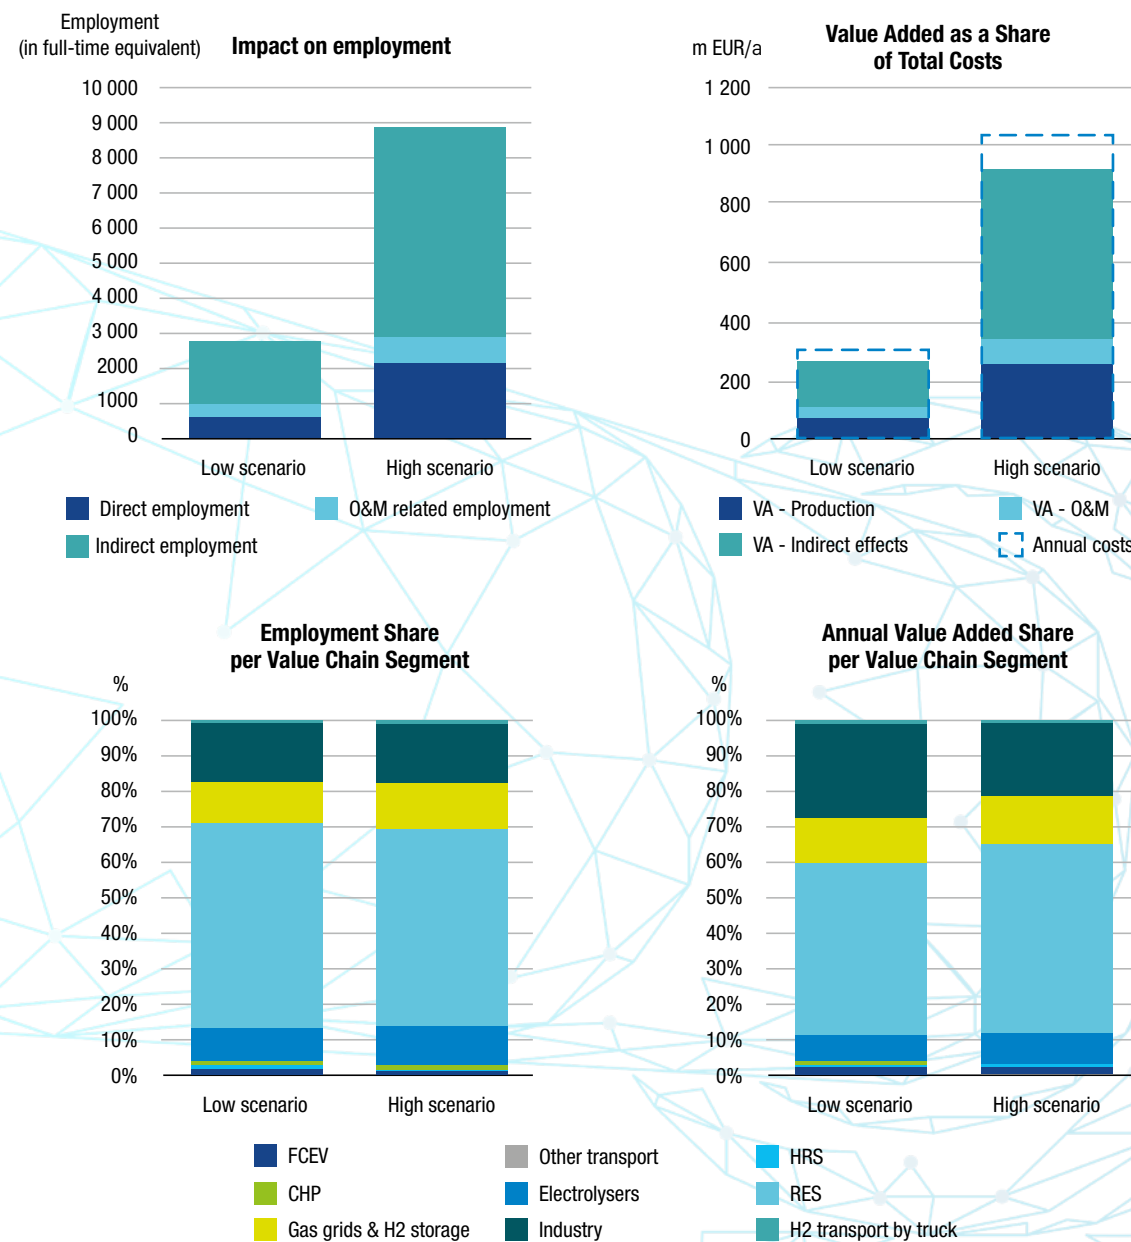 Employment
(in full-time equivalent)
Impact on employment
10 000
9 000
8 000
7 000
6 000
5 000
4 000
3 000
2000
1000
0
Low scenario
High scenario
Direct employment
O&M related employment
Indirect employment
m EUR/a
Value Added as a Share
of Total Costs
1 200
1 000
800
600
400
200
0
Low scenario
High scenario
VA - Production
VA - O&M
VA - Indirect effects
Annual costs
Employment Share
per Value Chain Segment
%
100%
90%
80%
70%
60%
50%
40%
30%
20%
10%
0%
Low scenario
High scenario
Annual Value Added Share
per Value Chain Segment
%
100%
90%
80%
70%
60%
50%
40%
30%
20%
10%
0%
Low scenario
High scenario
FCEV
Other transport
HRS
CHP
Electrolysers
RES
Gas grids & H2 storage
Industry
H2 transport by truck